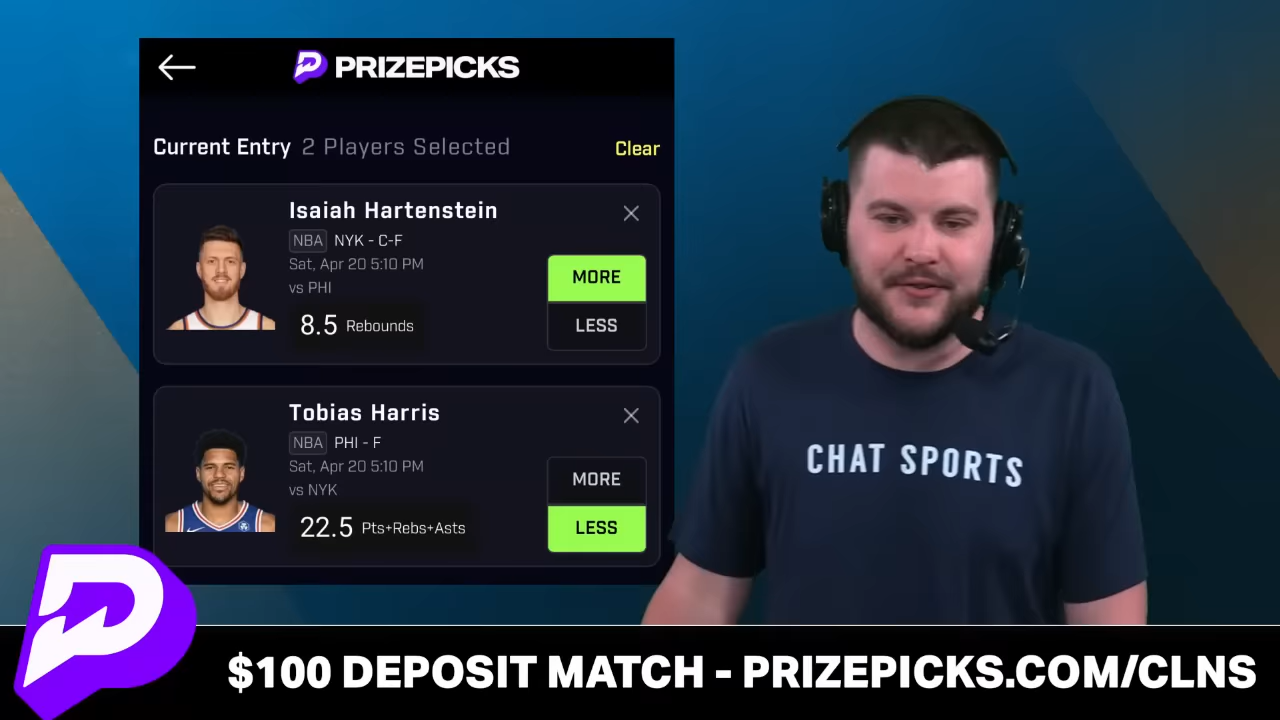 PRIZEPICKS
Current Entry 2 Players Selected Clear
Isaiah Hartenstein
NBA NYK - C-F
Sat, Apr 20 5:10 PM
vs PHI
8.5 Rebounds
MORE
LESS
Tobias Harris
NBA PHI - F
Sat, Apr 20 5:10 PM
vs NYK
22.5 Pts+Rebs+Asts
MORE
LESS
CHAT SPORTS
$100 DEPOSIT MATCH - PRIZEPICKS.COM/CLNS